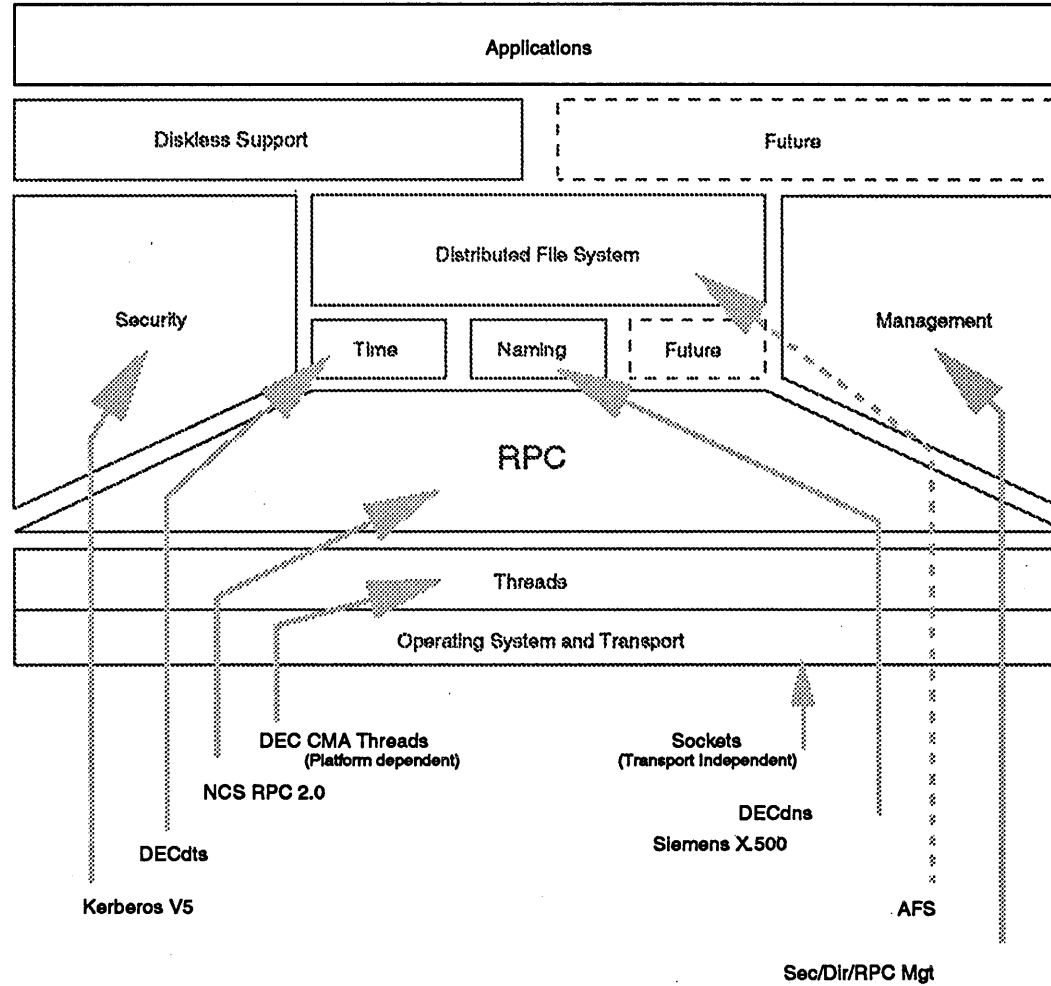 Applications
Diskless Support
Future
Distributed File System
Security
Management
Time
Naming
Future
RPC
Threads
Operating System and Transport
DEC CMA Threads
(Platform dependent)
Sockets
(Transport Independent)
NCS RPC 2.0
DECdns
Siemens X.500
DECdts
Kerberos V5
AFS
Sec/Dir/RPC Mgt